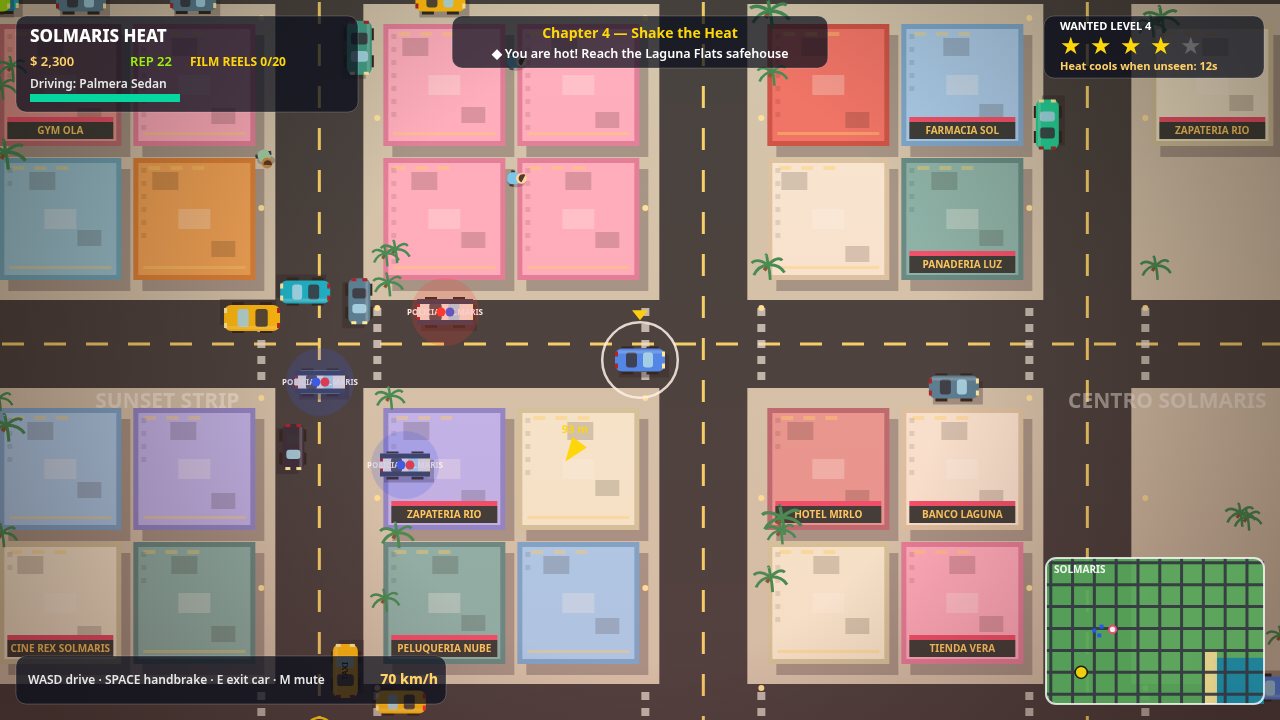 SOLMARIS HEAT
$ 2,300 REP 22 FILM REELS 0/20
Driving: Palmera Sedan
Chapter 4 — Shake the Heat
◆ You are hot! Reach the Laguna Flats safehouse
WANTED LEVEL 4
★ ★ ★ ★ ★
Heat cools when unseen: 12s
GYM OLA
FARMACIA SOL
ZAPATERIA RIO
PANADERIA LUZ
SUNSET STRIP
CENTRO SOLMARIS
ZAPATERIA RIO
HOTEL MIRLO
BANCO LAGUNA
SOLMARIS
CINE REX SOLMARIS
PELUQUERIA NUBE
TIENDA VERA
WASD drive · SPACE handbrake · E exit car · M mute
70 km/h